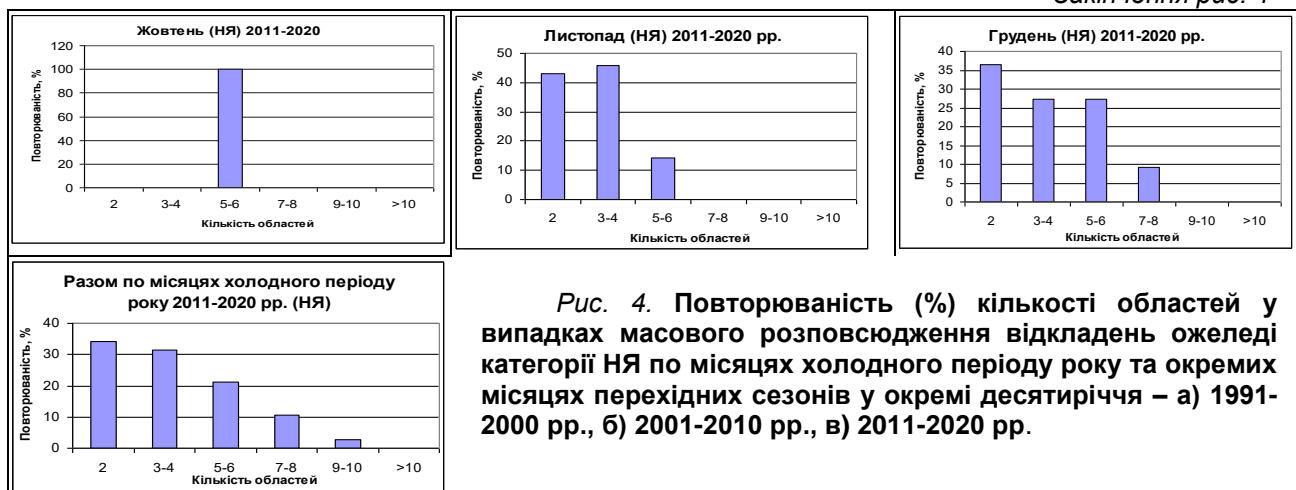 Жовтень (НЯ) 2011-2020
Повторюваність, %
120
100
80
60
40
20
0
2 3-4 5-6 7-8 9-10 >10
Кількість областей
Листопад (НЯ) 2011-2020 рр.
Повторюваність, %
50
40
30
20
10
0
2 3-4 5-6 7-8 9-10 >10
Кількість областей
Грудень (НЯ) 2011-2020 рр.
Повторюваність, %
40
35
30
25
20
15
10
5
0
2 3-4 5-6 7-8 9-10 >10
Кількість областей
Разом по місяцях холодного періоду
року 2011-2020 рр. (НЯ)
Повторюваність, %
40
30
20
10
0
2 3-4 5-6 7-8 9-10 >10
Кількість областей
Рис. 4. Повторюваність (%) кількості областей у
випадках масового розповсюдження відкладень ожеледі
категорії НЯ по місяцях холодного періоду року та окремих
місяцях перехідних сезонів у окремі десятиріччя – а) 1991-
2000 рр., б) 2001-2010 рр., в) 2011-2020 рр.